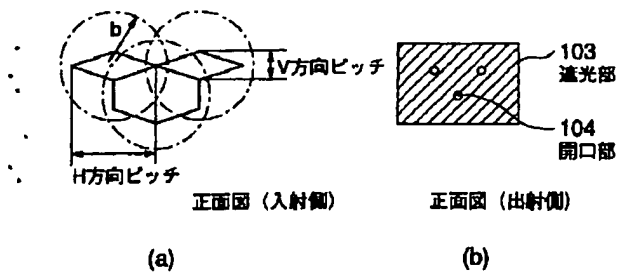 b
V方向ピッチ
H方向ピッチ
正面図（入射側）
(a)
103
遮光部
104
開口部
正面図（出射側）
(b)